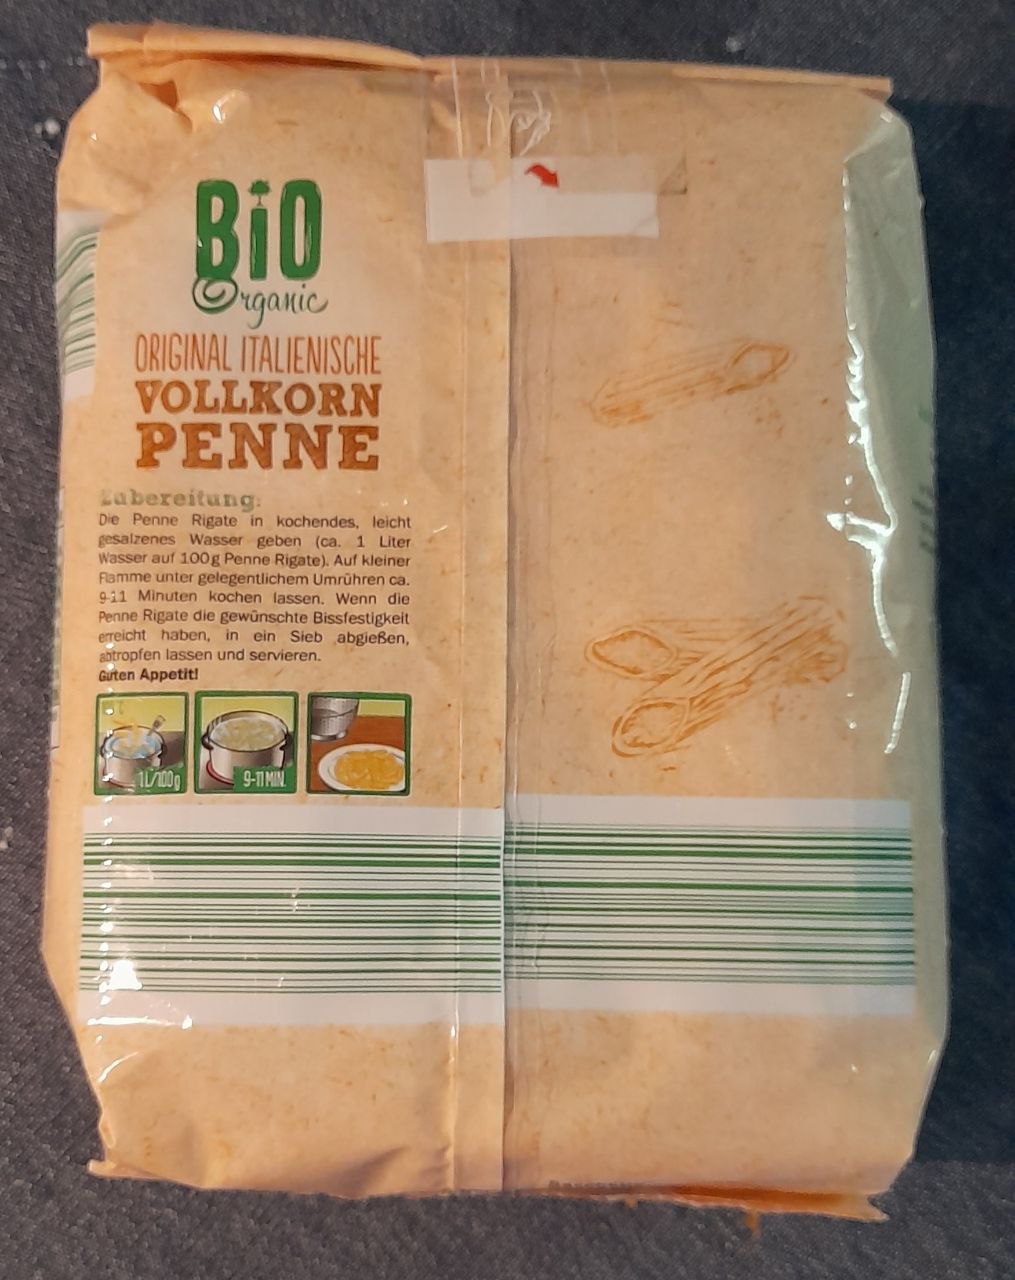 BiO
Organic
ORIGINAL ITALIENISCHE
VOLLKORN
PENNE
Zubereitung:
Die Penne Rigate in kochendes, leicht
gesalzenes Wasser geben (ca. 1 Liter
Wasser auf 100g Penne Rigate). Auf kleiner
Flamme unter gelegentlichem Umrühren ca.
9-11 Minuten kochen lassen. Wenn die
Penne Rigate die gewünschte Bissfestigkeit
erreicht haben, in ein Sieb abgießen,
abtropfen lassen und servieren.
Guten Appetit!
1L/100g
9-11 MIN.